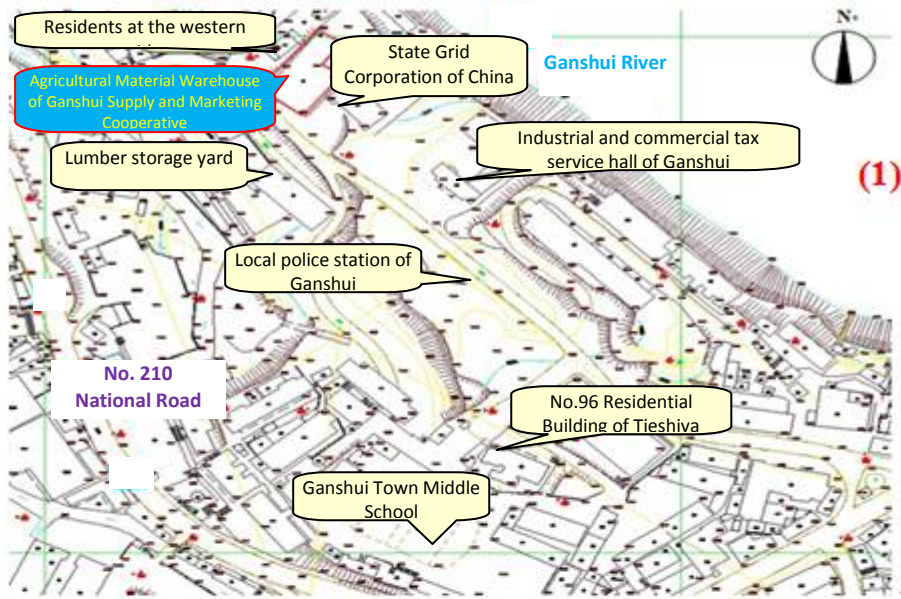 Residents at the western
State Grid
Corporation of China
N
Ganshui River
Agricultural Material Warehouse
of Ganshui Supply and Marketing
Cooperative
Lumber storage yard
Industrial and commercial tax
service hall of Ganshui
(1)
Local police station of
Ganshui
No. 210
National Road
No.96 Residential
Building of Tieshiya
Ganshui Town Middle
School